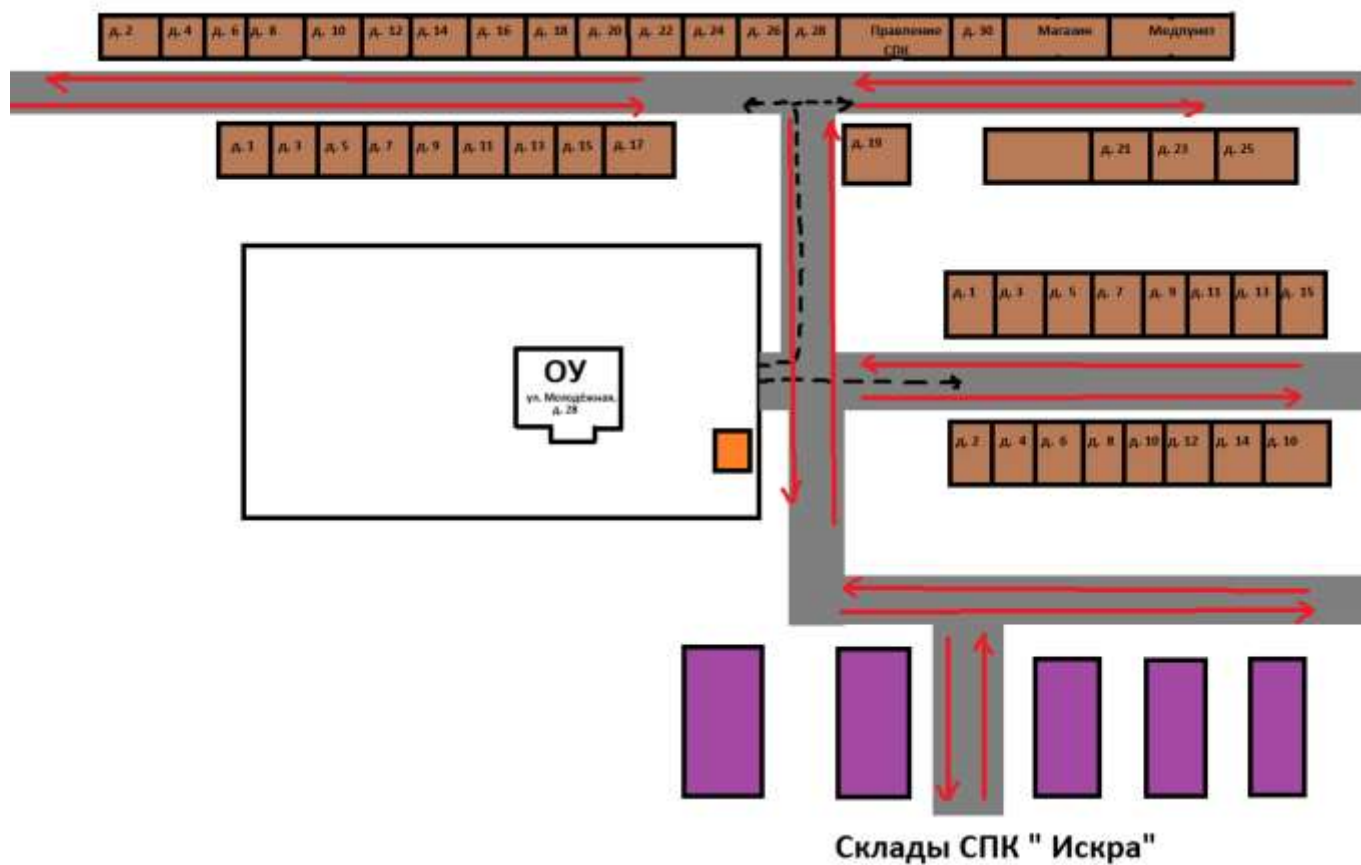 д. 2 д. 4 д. 6 д. 8 д. 10 д. 12 д. 14 д. 16 д. 18 д. 20 д. 22 д. 24 д. 26 д. 28 Правление д. 30 Магазин Медпункт
СПК
д. 1 д. 3 д. 5 д. 7 д. 9 д. 11 д. 13 д. 15 д. 17 д. 19 д. 21 д. 23 д. 25
д. 1 д. 3 д. 5 д. 7 д. 9 д. 11 д. 13 д. 15
ОУ
ул. Молодёжная,
д. 28
д. 2 д. 4 д. 6 д. 8 д. 10 д. 12 д. 14 д. 16
Склады СПК " Искра"